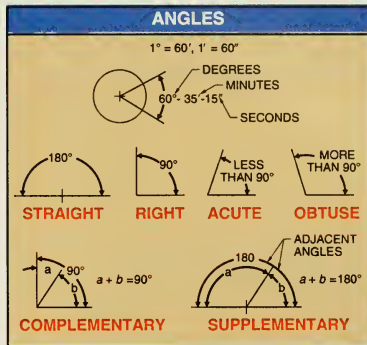 ANGLES
1° = 60′, 1′ = 60″
DEGREES
MINUTES
60°- 35′-15″
SECONDS
180°
90°
LESS THAN 90°
MORE THAN 90°
STRAIGHT
RIGHT
ACUTE
OBTUSE
a
90°
b
a + b = 90°
180
a
b
ADJACENT ANGLES
a + b = 180°
COMPLEMENTARY
SUPPLEMENTARY